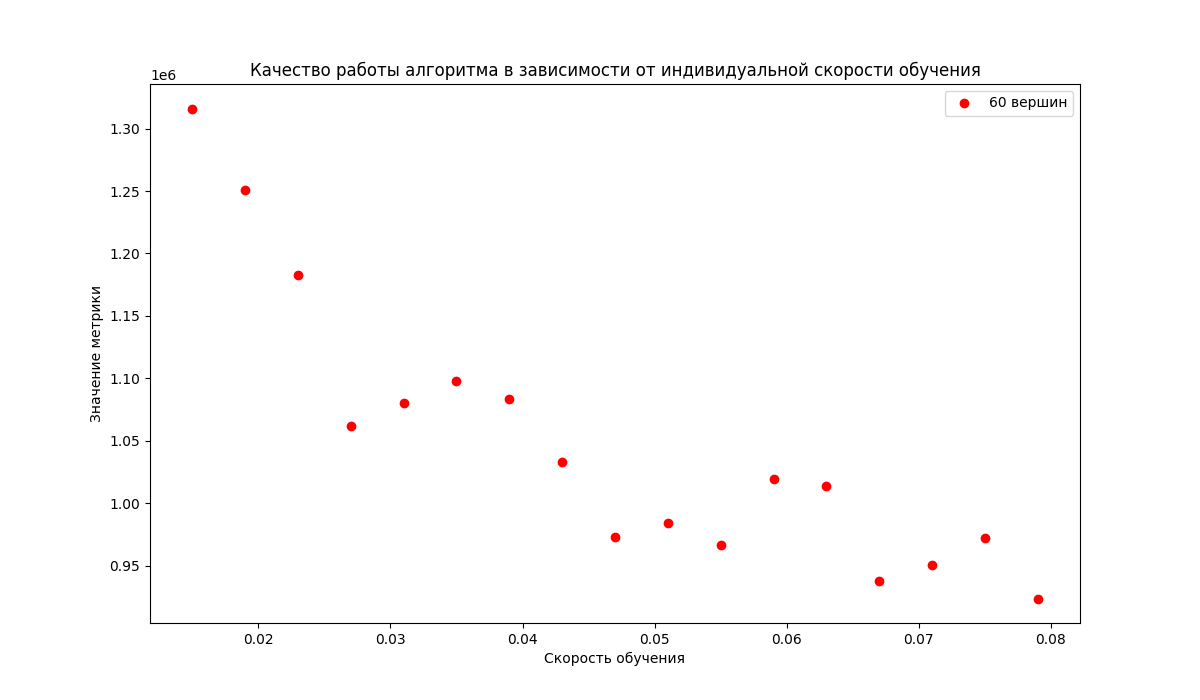 Качество работы алгоритма в зависимости от индивидуальной скорости обучения
1e6
60 вершин
1.30
1.25
1.20
1.15
1.10
1.05
1.00
0.95
Значение метрики
0.02 0.03 0.04 0.05 0.06 0.07 0.08
Скорость обучения